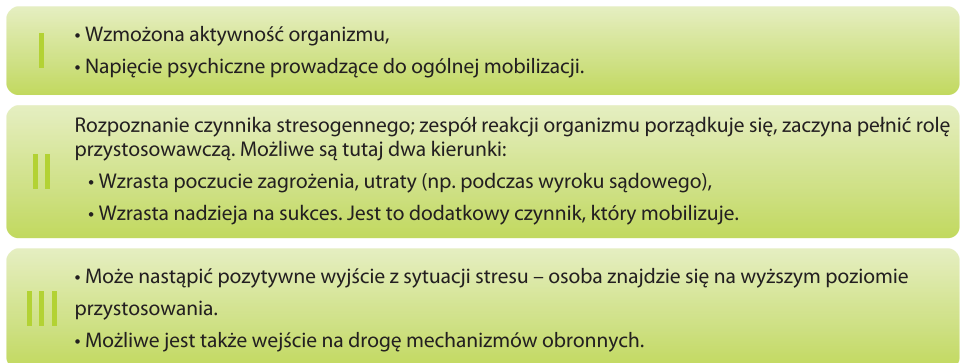 I
• Wzmożona aktywność organizmu,
• Napięcie psychiczne prowadzące do ogólnej mobilizacji.
II
Rozpoznanie czynnika stresogennego; zespół reakcji organizmu porządkuje się, zaczyna pełnić rolę
przystosowawczą. Możliwe są tutaj dwa kierunki:
• Wzrasta poczucie zagrożenia, utraty (np. podczas wyroku sądowego),
• Wzrasta nadzieja na sukces. Jest to dodatkowy czynnik, który mobilizuje.
III
• Może nastąpić pozytywne wyjście z sytuacji stresu – osoba znajdzie się na wyższym poziomie
przystosowania.
• Możliwe jest także wejście na drogę mechanizmów obronnych.